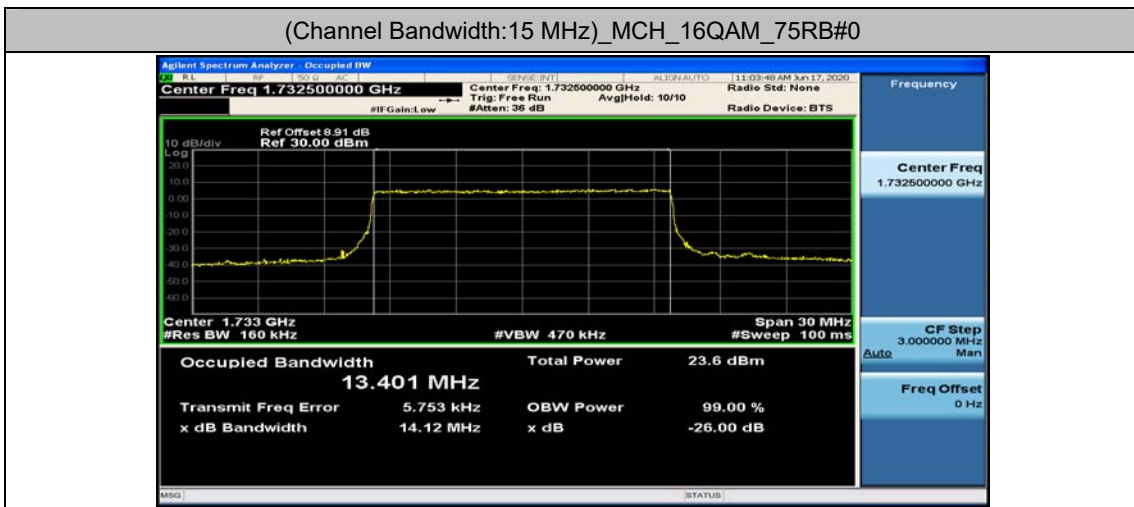 (Channel Bandwidth:15 MHz)_MCH_16QAM_75RB#0
Agilent Spectrum Analyzer - Occupied BW
RL RF 50 Ω AC SENSE:INT ALIGNAUTO 11:03:48 AM Jun 17, 2020
Center Freq 1.732500000 GHz
Center Freq: 1.732500000 GHz
Radio Std: None
Trig: Free Run Avg|Hold: 10/10
#IFGain:Low #Atten: 36 dB Radio Device: BTS
Ref Offset 8.91 dB
10 dB/div Ref 30.00 dBm
Log
20.0
10.0
0.00
-10.0
-20.0
-30.0
-40.0
-50.0
-60.0
Center 1.733 GHz Span 30 MHz
#Res BW 160 kHz #VBW 470 kHz #Sweep 100 ms
Occupied Bandwidth Total Power 23.6 dBm
13.401 MHz
Transmit Freq Error 5.753 kHz OBW Power 99.00 %
x dB Bandwidth 14.12 MHz x dB -26.00 dB
Frequency
Center Freq
1.732500000 GHz
CF Step
3.000000 MHz
Auto Man
Freq Offset
0 Hz
MSG STATUS